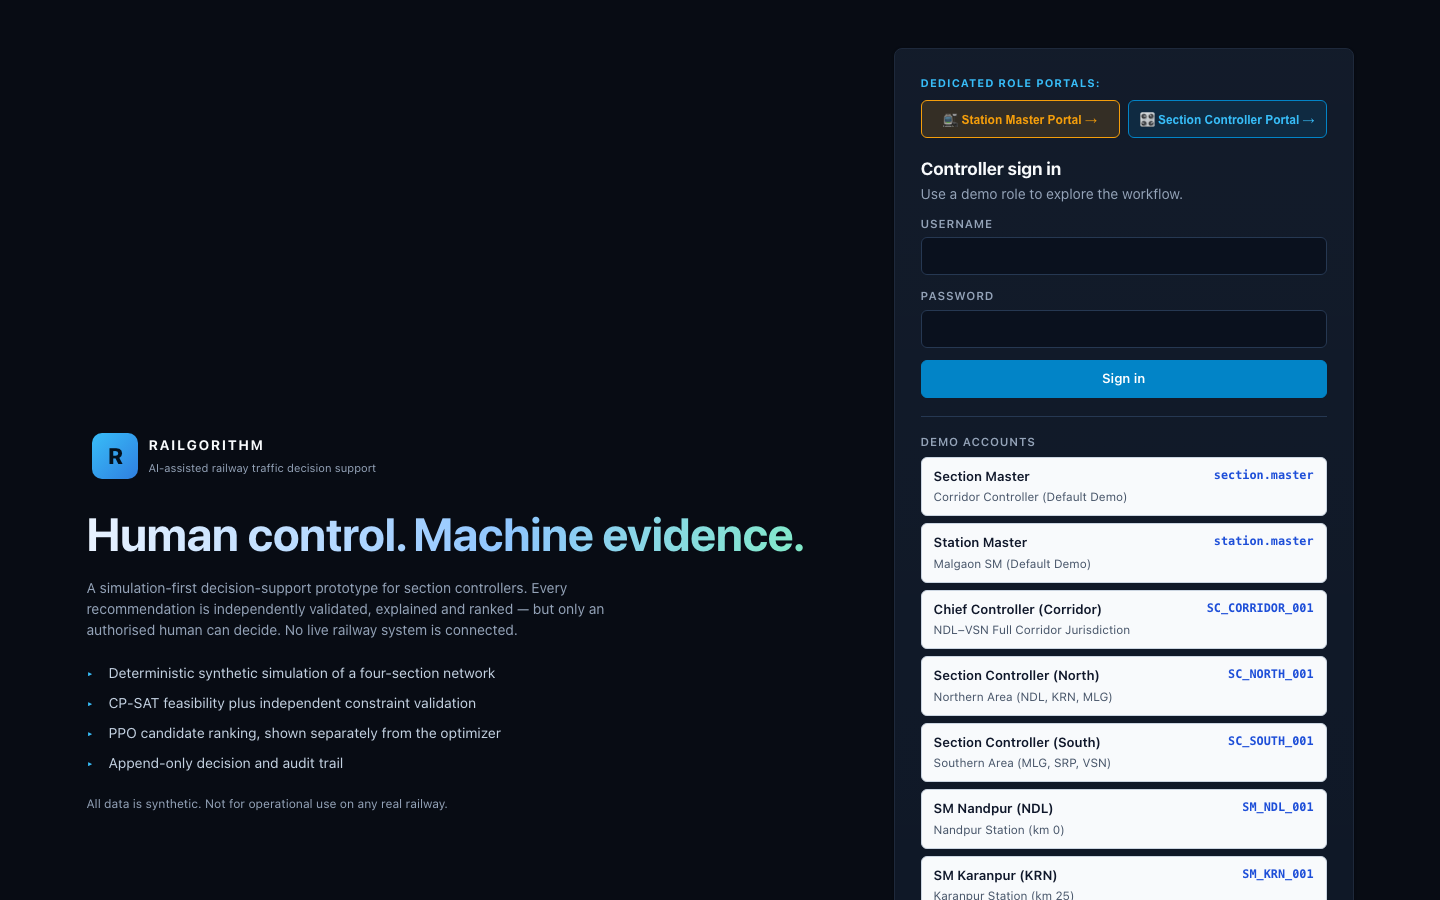 R
RAILGORITHM
AI-assisted railway traffic decision support
Human control. Machine evidence.
A simulation-first decision-support prototype for section controllers. Every
recommendation is independently validated, explained and ranked — but only an
authorised human can decide. No live railway system is connected.
▸ Deterministic synthetic simulation of a four-section network
▸ CP-SAT feasibility plus independent constraint validation
▸ PPO candidate ranking, shown separately from the optimizer
▸ Append-only decision and audit trail
All data is synthetic. Not for operational use on any real railway.
DEDICATED ROLE PORTALS:
Station Master Portal →
Section Controller Portal →
Controller sign in
Use a demo role to explore the workflow.
USERNAME
PASSWORD
Sign in
DEMO ACCOUNTS
Section Master section.master
Corridor Controller (Default Demo)
Station Master station.master
Malgaon SM (Default Demo)
Chief Controller (Corridor) SC_CORRIDOR_001
NDL–VSN Full Corridor Jurisdiction
Section Controller (North) SC_NORTH_001
Northern Area (NDL, KRN, MLG)
Section Controller (South) SC_SOUTH_001
Southern Area (MLG, SRP, VSN)
SM Nandpur (NDL) SM_NDL_001
Nandpur Station (km 0)
SM Karanpur (KRN) SM_KRN_001
Karanpur Station (km 25)